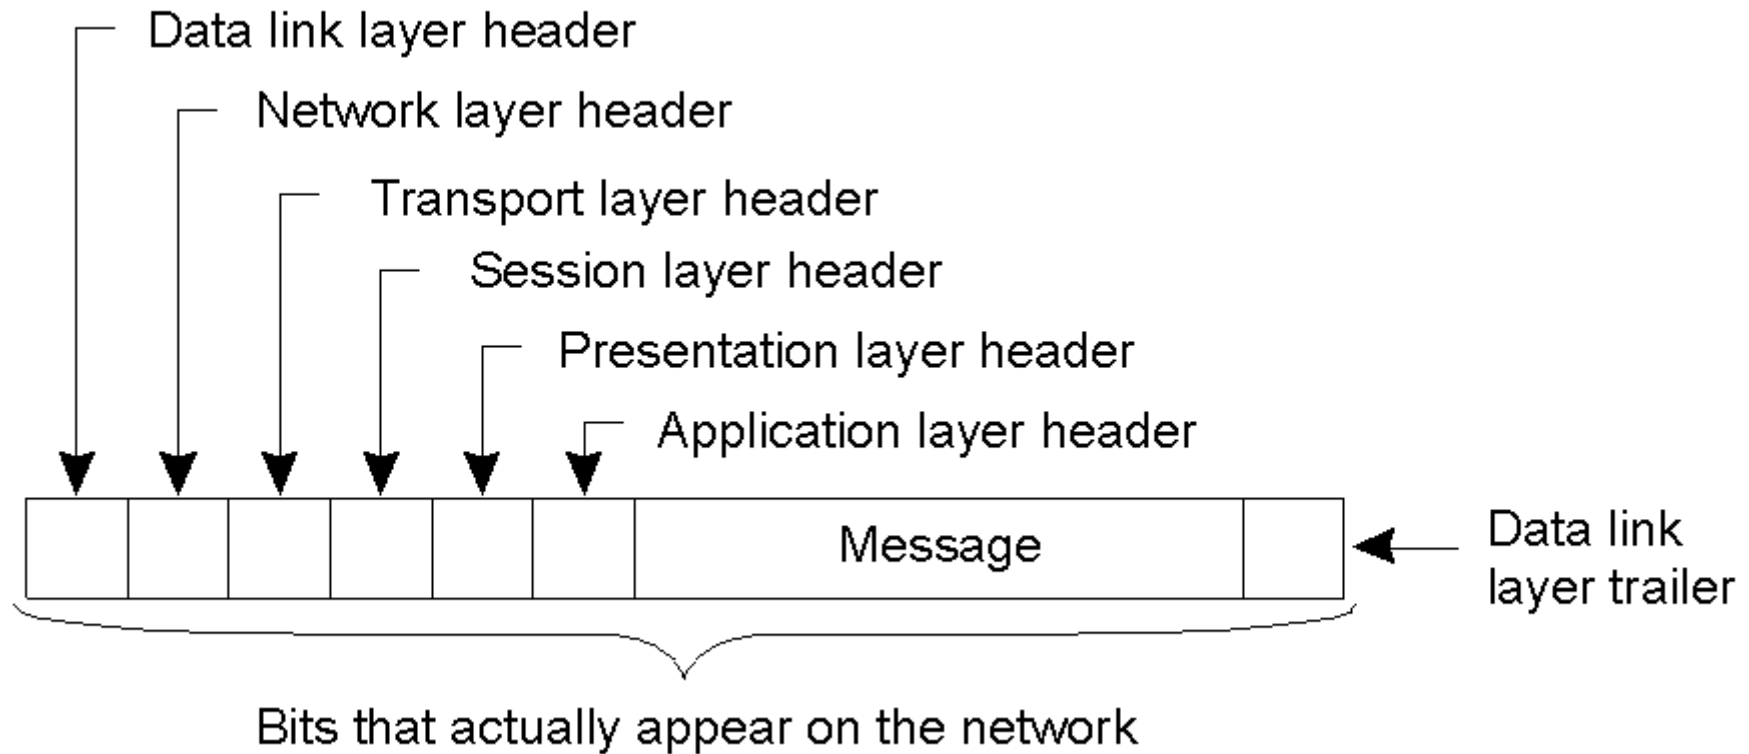 Data link layer header
Network layer header
Transport layer header
Session layer header
Presentation layer header
Application layer header
Message
Data link
layer trailer
Bits that actually appear on the network